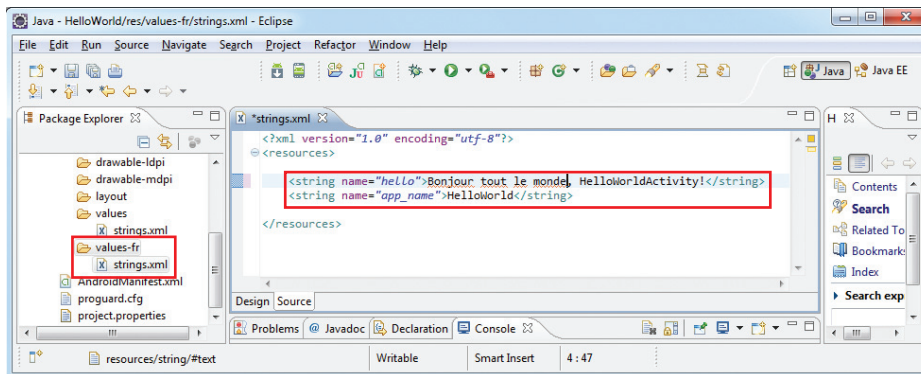 Java - HelloWorld/res/values-fr/strings.xml - Eclipse
File Edit Run Source Navigate Search Project Refactor Window Help
Java Java EE
Package Explorer
drawable-ldpi
drawable-mdpi
layout
values
strings.xml
values-fr
strings.xml
AndroidManifest.xml
proguard.cfg
project.properties
*strings.xml
<?xml version="1.0" encoding="utf-8"?>
<resources>
<string name="hello">Bonjour tout le monde, HelloWorldActivity!</string>
<string name="app_name">HelloWorld</string>
</resources>
Design Source
H
Contents
Search
Related To
Bookmark
Index
Search exp
Problems @ Javadoc Declaration Console
resources/string/#text Writable Smart Insert 4:47